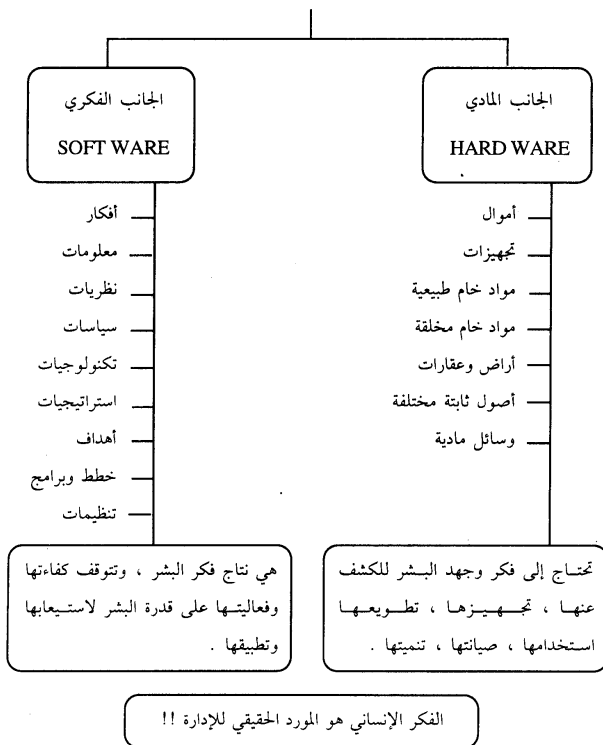 الجانب المادي
HARD WARE
أموال
تجهيزات
مواد خام طبيعية
مواد خام مخلقة
أراض وعقارات
أصول ثابتة مختلفة
وسائل مادية
تحتاج إلى فكر وجهد البشر للكشف
عنها ، تجهيزها ، تطويعها
استخدامها ، صيانتها ، تنميتها .
الجانب الفكري
SOFT WARE
أفكار
معلومات
نظريات
سياسات
تكنولوجيات
استراتيجيات
أهداف
خطط وبرامج
تنظيمات
هي نتاج فكر البشر ، وتتوقف كفاءتها
وفعاليتها على قدرة البشر لاستيعابها
وتطبيقها .
الفكر الإنساني هو المورد الحقيقي للإدارة !!